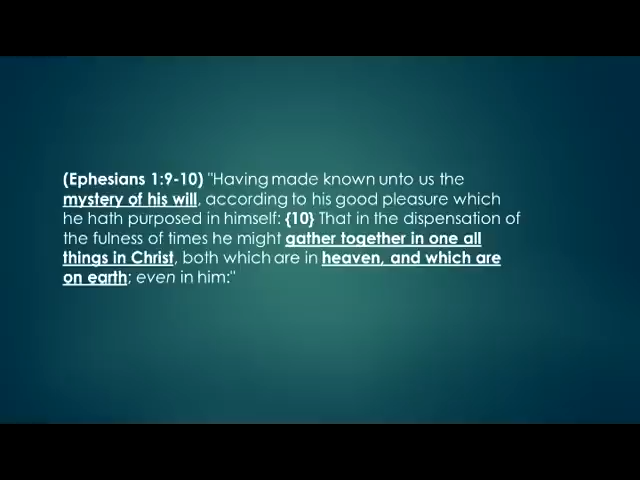 (Ephesians 1:9-10) "Having made known unto us the
mystery of his will, according to his good pleasure which
he hath purposed in himself: {10} That in the dispensation of
the fulness of times he might gather together in one all
things in Christ, both which are in heaven, and which are
on earth; even in him:"